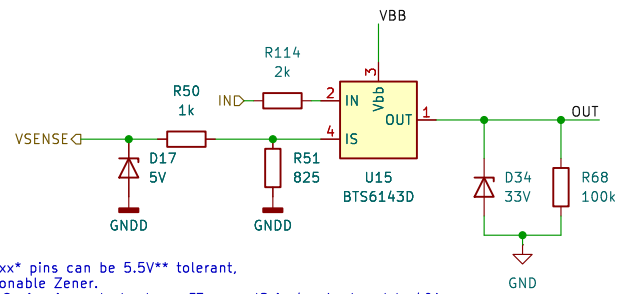 VBB
R114
2k
IN
2
IN
3
Vbb
OUT
1
OUT
R50
1k
VSENSE
4
IS
D17
5V
R51
825
U15
BTS6143D
D34
33V
R68
100k
GNDD
GNDD
GND
xx* pins can be 5.5V** tolerant,
onable Zener.